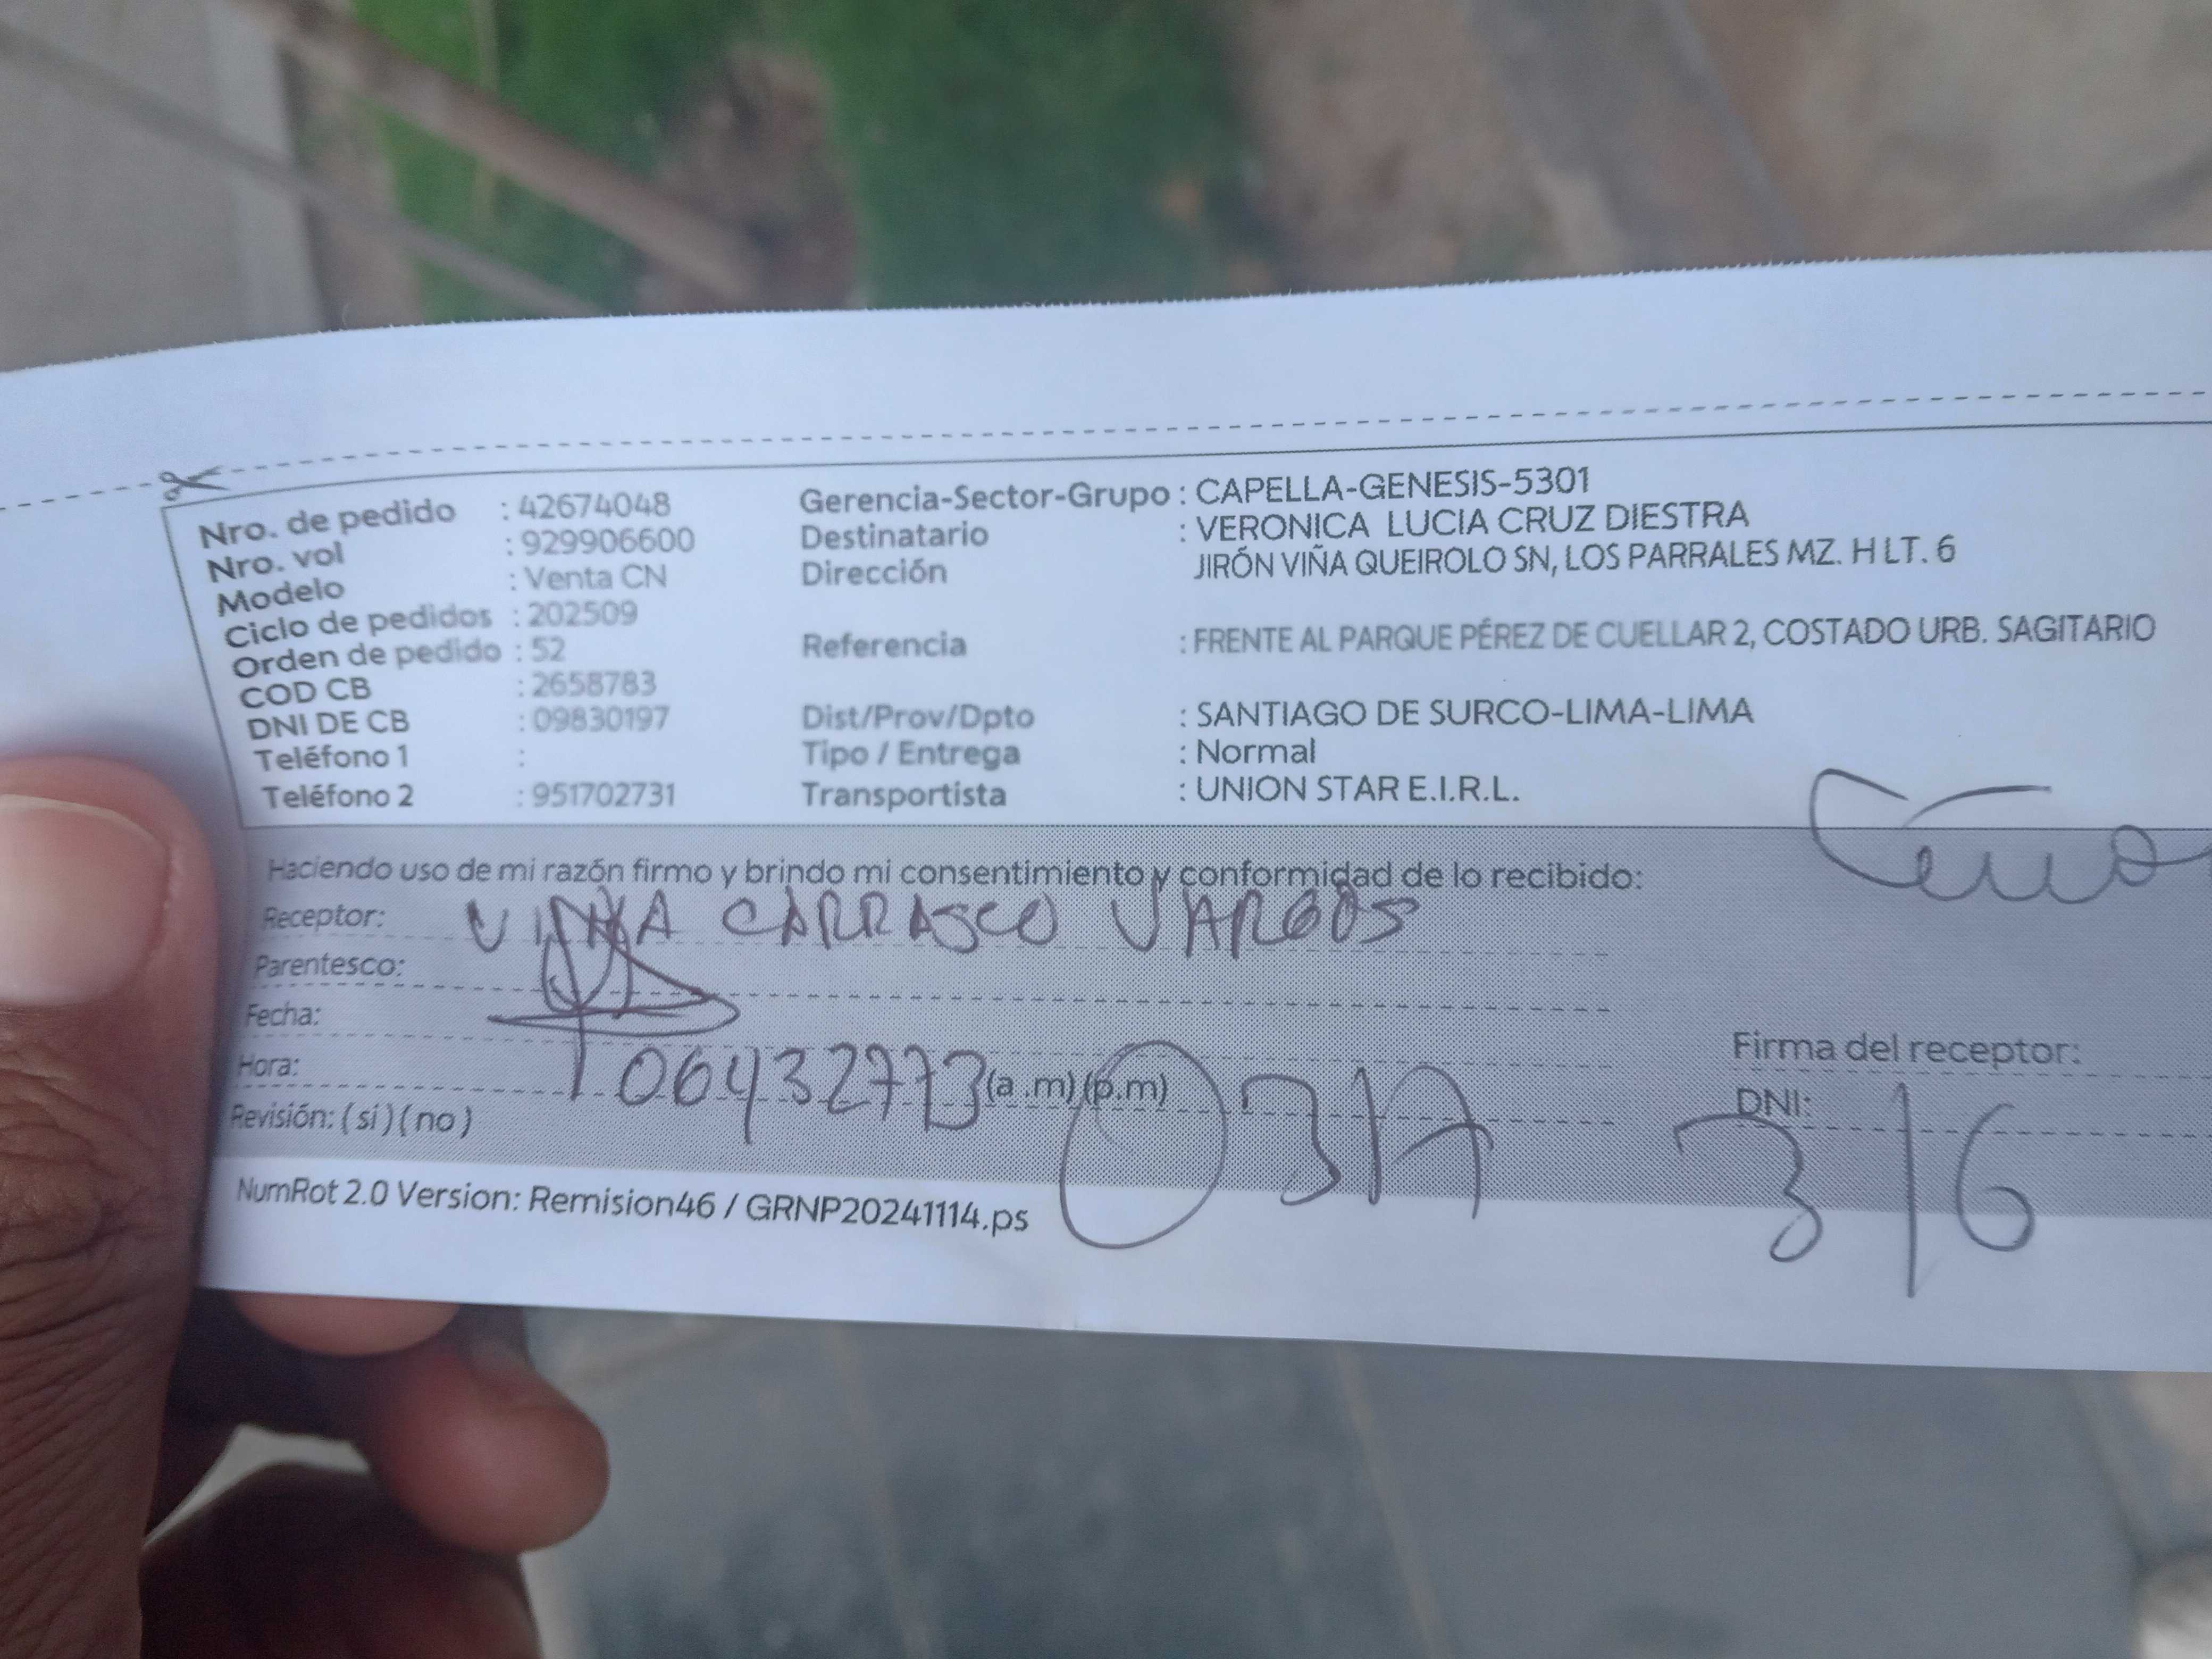 Nro. de pedido : 42674048 Gerencia-Sector-Grupo : CAPELLA-GENESIS-5301
Nro. vol : 929906600 Destinatario : VERONICA LUCIA CRUZ DIESTRA
Modelo : Venta CN Dirección JIRÓN VIÑA QUEIROLO SN, LOS PARRALES MZ. H LT. 6
Ciclo de pedidos : 202509
Orden de pedido : 52 Referencia : FRENTE AL PARQUE PÉREZ DE CUELLAR 2, COSTADO URB. SAGITARIO
COD CB : 2658783
DNI DE CB : 09830197 Dist/Prov/Dpto : SANTIAGO DE SURCO-LIMA-LIMA
Teléfono 1 : Tipo / Entrega : Normal
Teléfono 2 : 951702731 Transportista : UNION STAR E.I.R.L.
Haciendo uso de mi razón firmo y brindo mi consentimiento y conformidad de lo recibido:
Receptor: CARRASCO VARGAS
Parentesco:
Fecha:
Hora: 06432773 (a .m) (p.m)
Firma del receptor:
Revisión: ( si ) ( no )
DNI:
3/6
NumRot 2.0 Version: Remision46 / GRNP20241114.ps